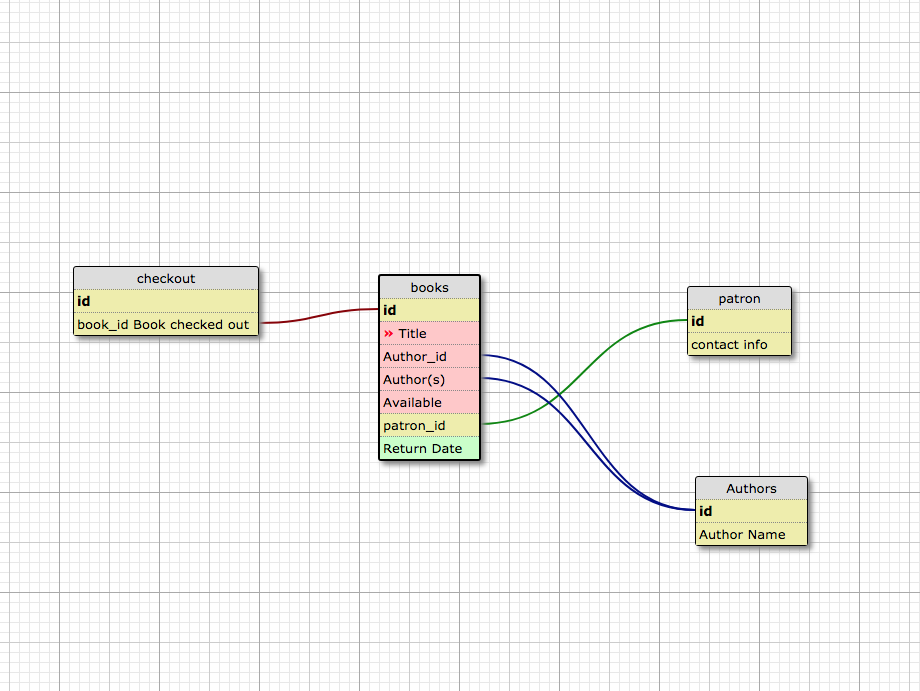 checkout
id
book_id Book checked out
books
id
» Title
Author_id
Author(s)
Available
patron_id
Return Date
patron
id
contact info
Authors
id
Author Name